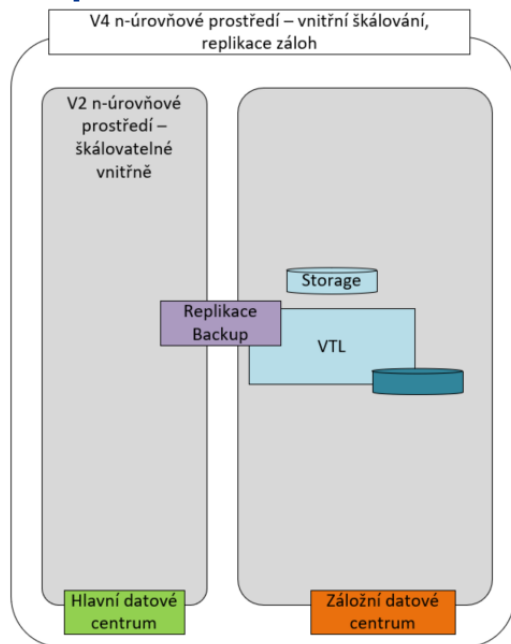 V4 n-úrovňové prostředí – vnitřní škálování,
replikace záloh
V2 n-úrovňové
prostředí –
škálovatelné
vnitřně
Storage
Replikace
Backup
VTL
Hlavní datové
centrum
Záložní datové
centrum